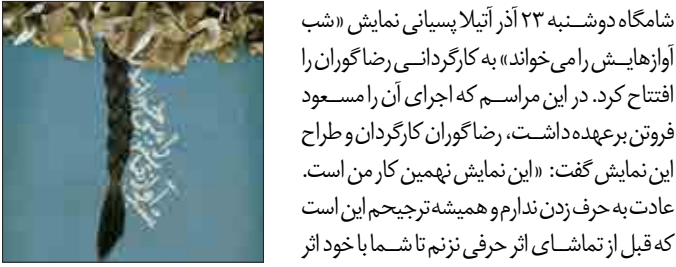 شامگاه دوشنبه ۲۳ آذر آتیلا پسیانی نمایش «شب
آوازهایش را می‌خواند» به کارگردانی رضا گوران را
افتتاح کرد. در این مراسم که اجرای آن را مسعود
فروتن برعهده داشت، رضا گوران کارگردان و طراح
این نمایش گفت: «این نمایش نهمین کار من است.
عادت به حرف زدن ندارم و همیشه ترجیحم این است
که قبل از تماشای اثر حرفی نزنم تا شما با خود اثر